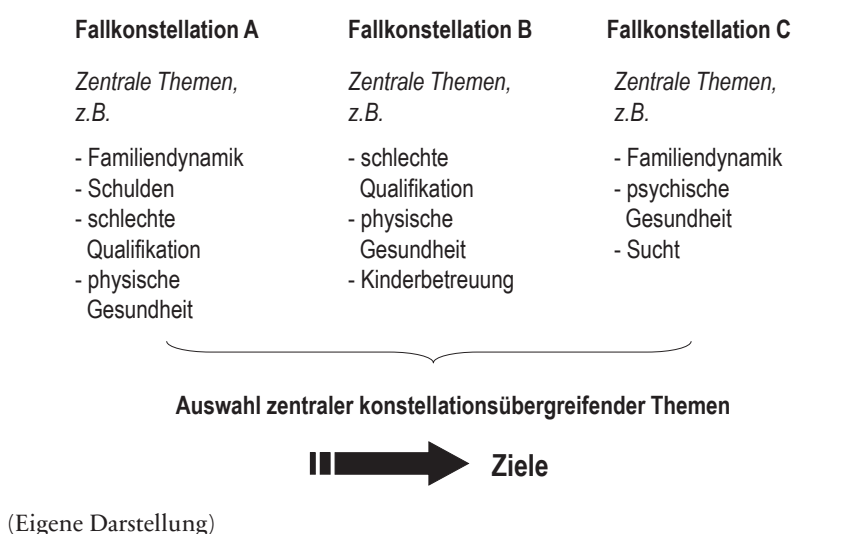 Fallkonstellation A
Zentrale Themen,
z.B.
- Familiendynamik
- Schulden
- schlechte
Qualifikation
- physische
Gesundheit
Fallkonstellation B
Zentrale Themen,
z.B.
- schlechte
Qualifikation
- physische
Gesundheit
- Kinderbetreuung
Fallkonstellation C
Zentrale Themen,
z.B.
- Familiendynamik
- psychische
Gesundheit
- Sucht
Auswahl zentraler konstellationsübergreifender Themen
Ziele
(Eigene Darstellung)